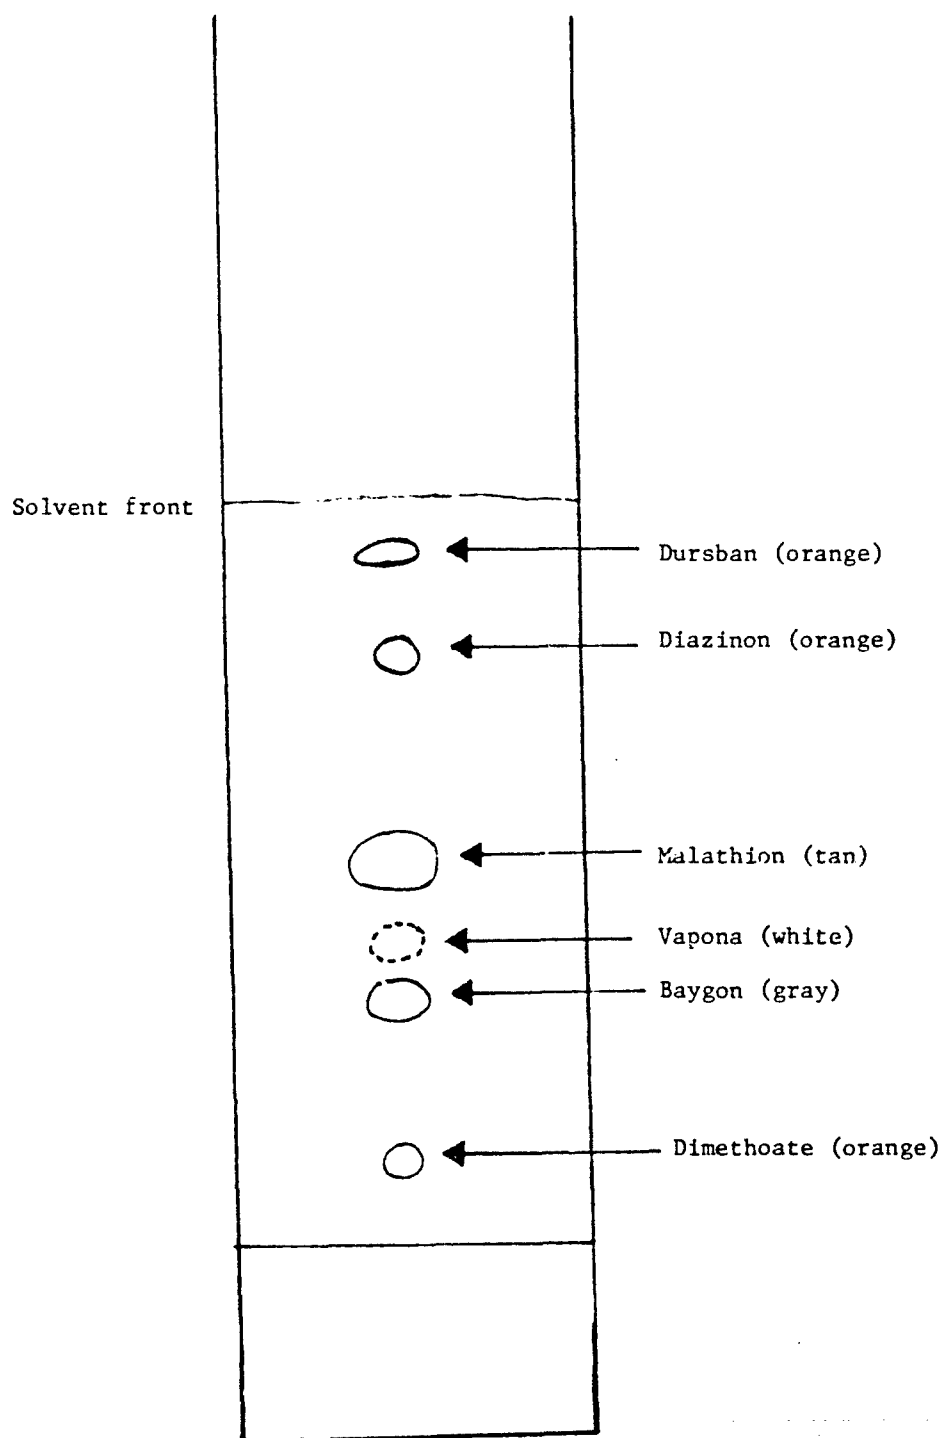 Solvent front
Dursban (orange)
Diazinon (orange)
Malathion (tan)
Vapona (white)
Baygon (gray)
Dimethoate (orange)